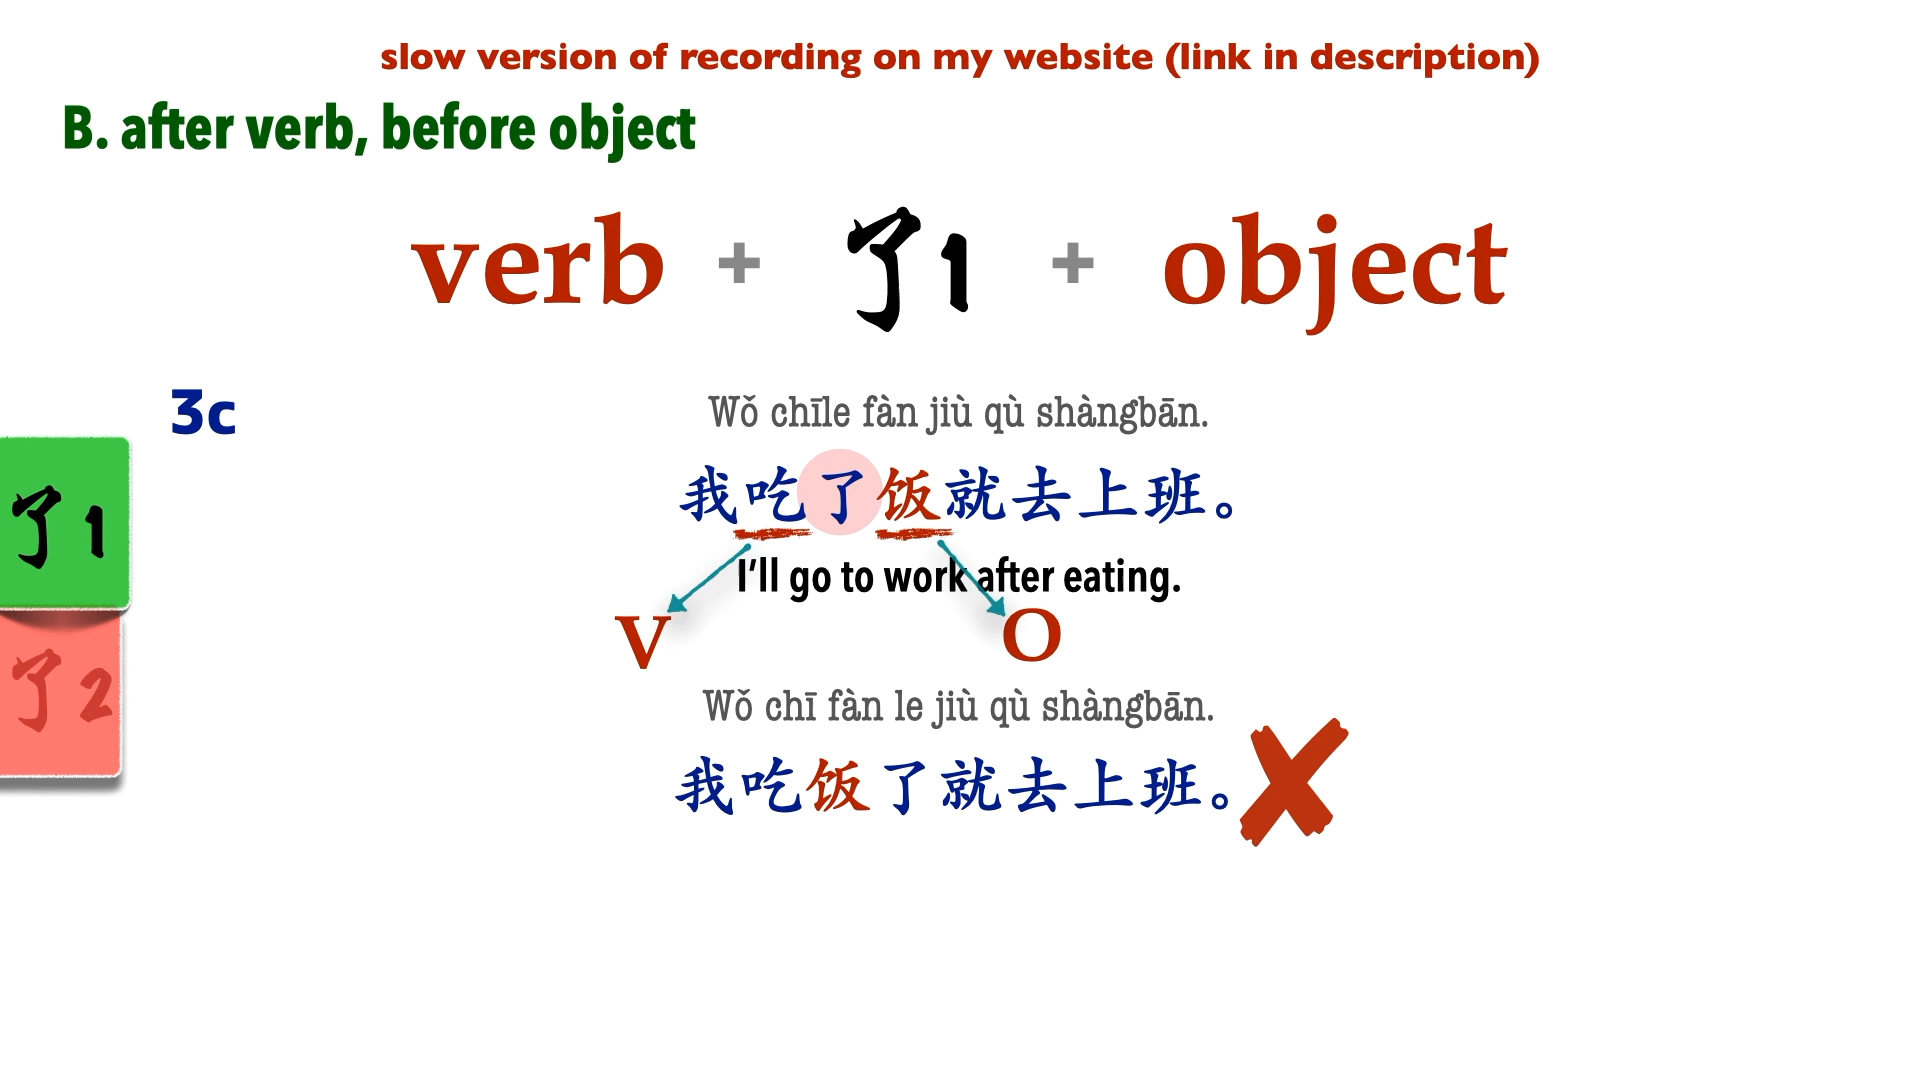 slow version of recording on my website (link in description)
B. after verb, before object
verb + 了1 + object
3c
Wǒ chīle fàn jiù qù shàngbān.
我吃了饭就去上班。
I‘ll go to work after eating.
V O
Wǒ chī fàn le jiù qù shàngbān.
我吃饭了就去上班。
了1
了2